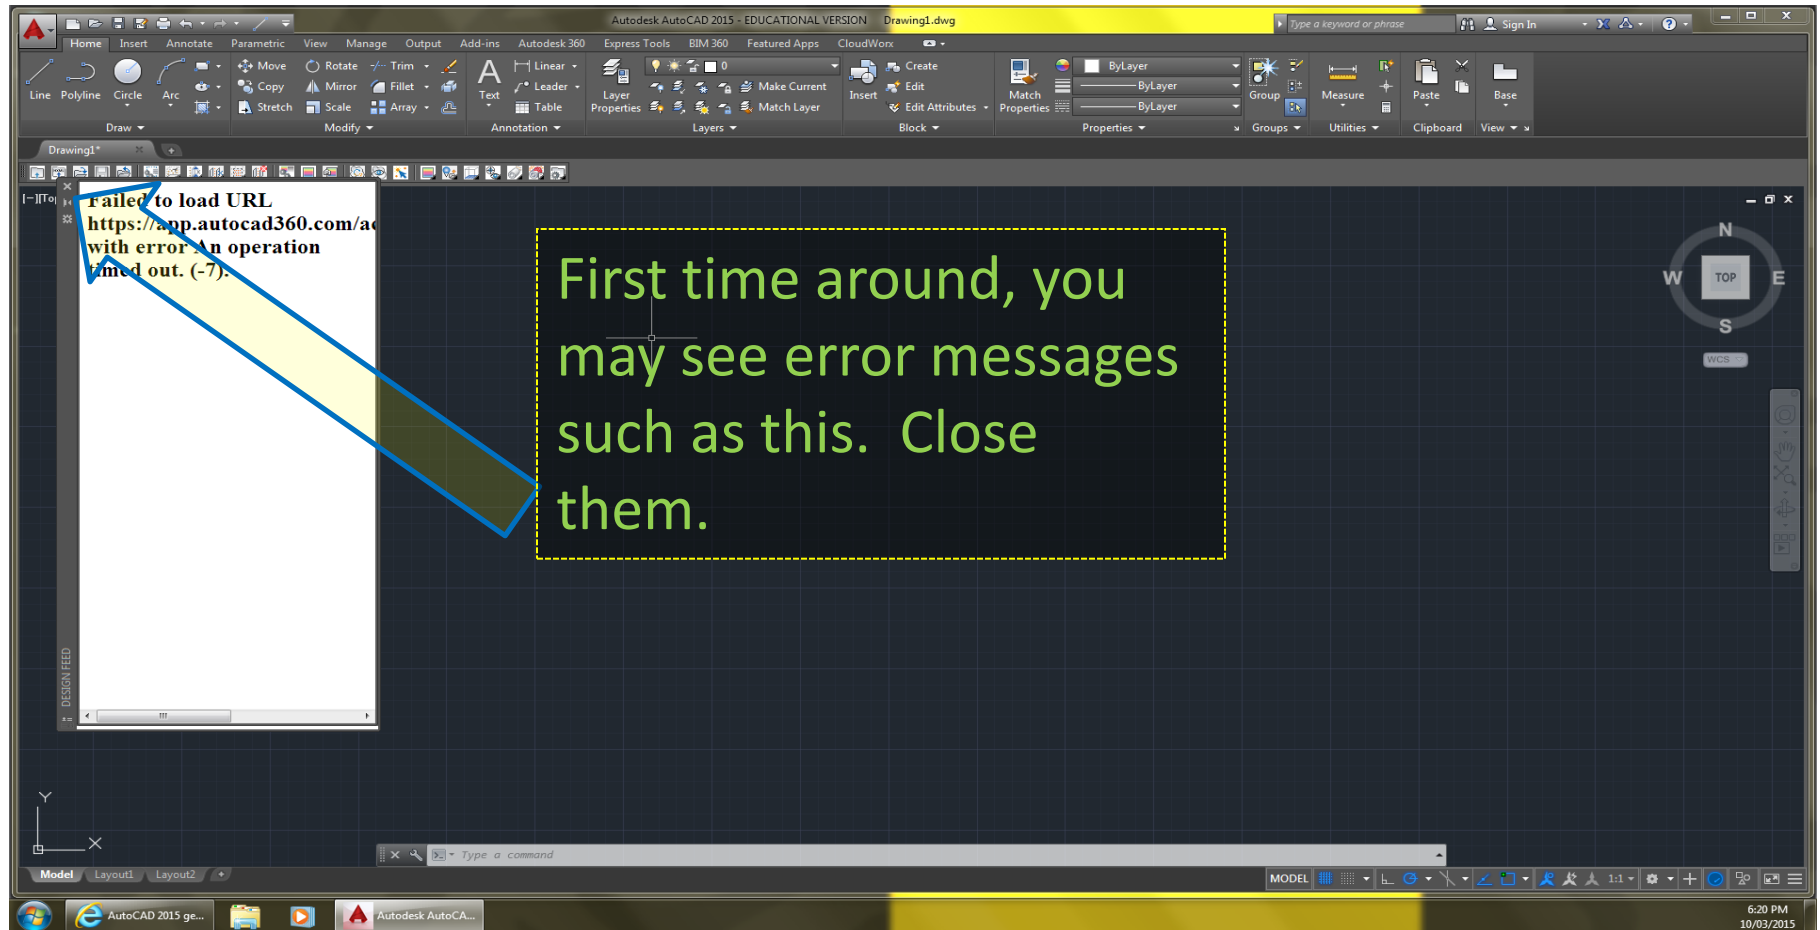 Autodesk AutoCAD 2015 - EDUCATIONAL VERSION Drawing1.dwg
Type a keyword or phrase
Sign In
Home Insert Annotate Parametric View Manage Output Add-ins Autodesk 360 Express Tools BIM 360 Featured Apps CloudWorx
Move Rotate Trim Linear 0 Create ByLayer
Line Polyline Circle Arc Copy Mirror Fillet Text Leader Layer Properties Make Current Insert Edit Match Properties ByLayer Group Measure Paste Base
Stretch Scale Array Table Match Layer Edit Attributes ByLayer
Draw Modify Annotation Layers Block Properties Groups Utilities Clipboard View
Drawing1*
[-][To
Failed to load URL
https://app.autocad360.com/ac
with error An operation
timed out. (-7).
DESIGN FEED
First time around, you
may see error messages
such as this. Close
them.
N
W TOP E
S
WCS
Y
X
Type a command
Model Layout1 Layout2
MODEL
1:1
AutoCAD 2015 ge...
Autodesk AutoCA...
6:20 PM
10/03/2015